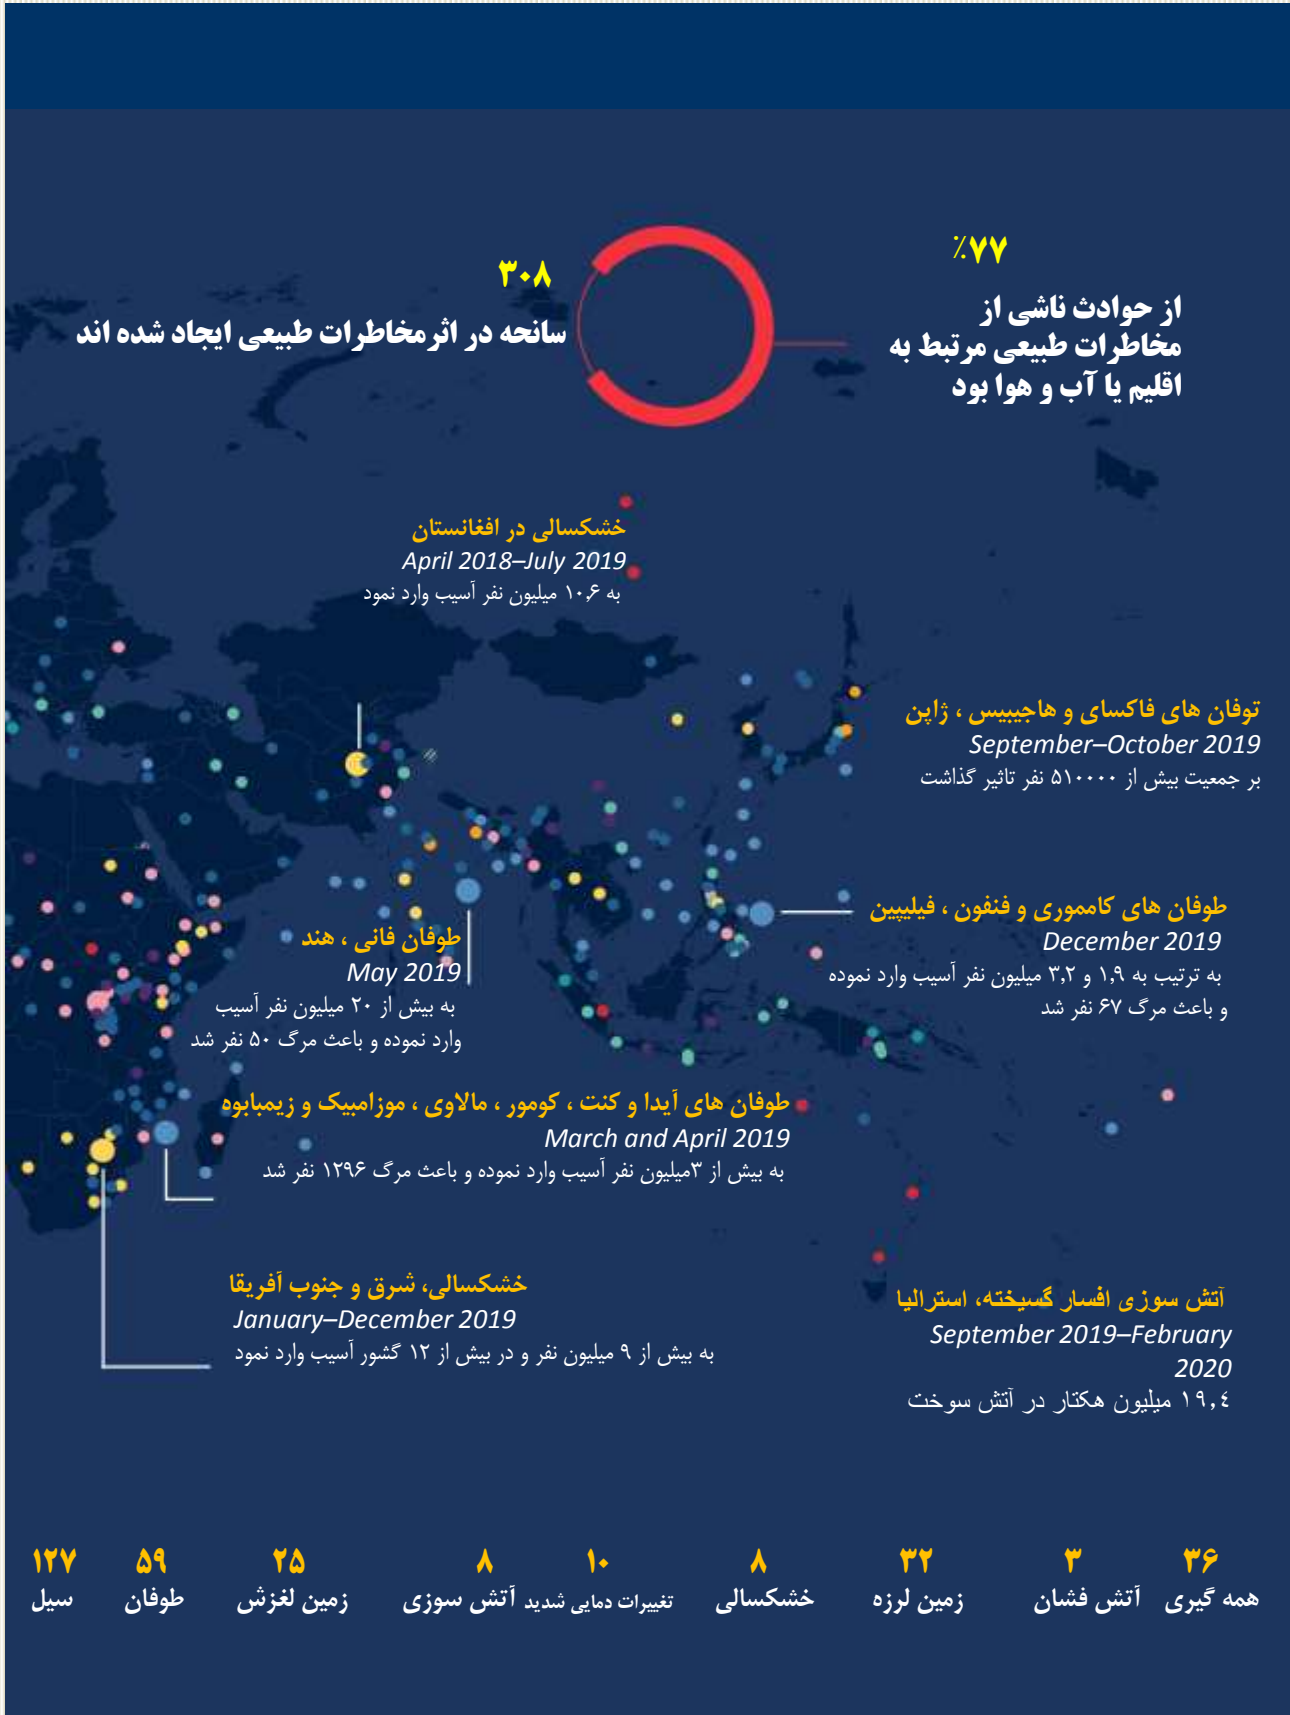 ٪۷۷
از حوادث ناشی از
مخاطرات طبیعی مرتبط به
اقلیم یا آب و هوا بود
۳۰۸
سانحه در اثرمخاطرات طبیعی ایجاد شده اند
خشکسالی در افغانستان
April 2018–July 2019
به ۱۰,۶ میلیون نفر آسیب وارد نمود
توفان های فاکسای و هاجیبیس ، ژاپن
September–October 2019
بر جمعیت بیش از ۵۱۰۰۰۰ نفر تاثیر گذاشت
طوفان های کامموری و فنفون ، فیلیپین
December 2019
به ترتیب به ۱,۹ و ۳,۲ میلیون نفر آسیب وارد نموده
و باعث مرگ ۶۷ نفر شد
طوفان فانی ، هند
May 2019
به بیش از ۲۰ میلیون نفر آسیب
وارد نموده و باعث مرگ ۵۰ نفر شد
طوفان های آیدا و کنت ، کومور ، مالاوی ، موزامبیک و زیمبابوه
March and April 2019
به بیش از ۳میلیون نفر آسیب وارد نموده و باعث مرگ ۱۲۹۶ نفر شد
خشکسالی، شرق و جنوب آفریقا
January–December 2019
به بیش از ۹ میلیون نفر و در بیش از ۱۲ گشور آسیب وارد نمود
آتش سوزی افسار گسیخته، استرالیا
September 2019–February
2020
١٩,٤ میلیون هکتار در آتش سوخت
۳۶
همه گیری
۳
آتش فشان
۳۲
زمین لرزه
۸
خشکسالی
۱۰
تغییرات دمایی شدید
۸
آتش سوزی
۲۵
زمین لغزش
۵۹
طوفان
۱۲۷
سیل